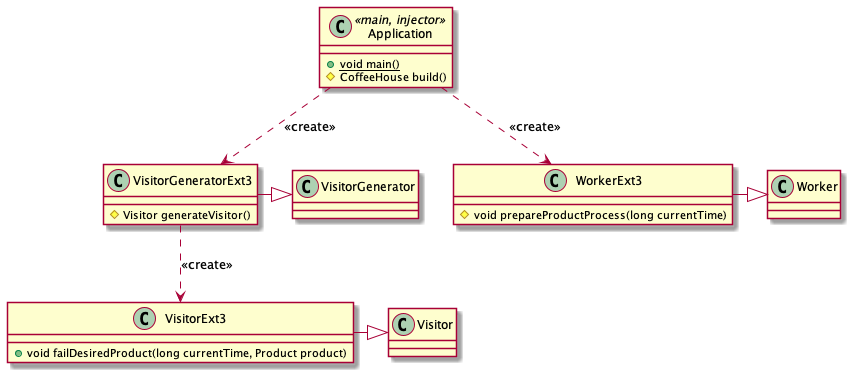 C «main, injector»
Application
void main()
CoffeeHouse build()
«create» «create»
C VisitorGeneratorExt3
Visitor generateVisitor()
C VisitorGenerator
C WorkerExt3
void prepareProductProcess(long currentTime)
C Worker
«create»
C VisitorExt3
void failDesiredProduct(long currentTime, Product product)
C Visitor